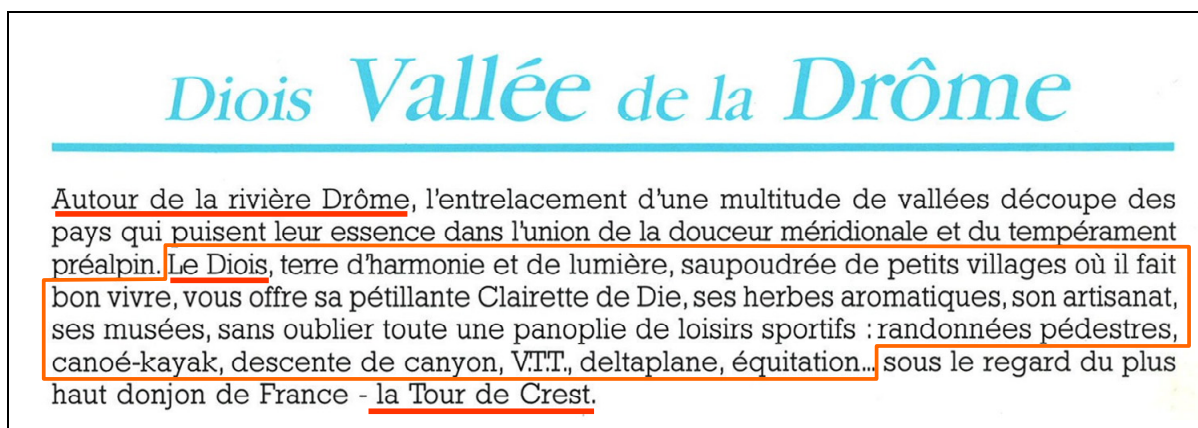 Diois Vallée de la Drôme
Autour de la rivière Drôme, l'entrelacement d'une multitude de vallées découpe des
pays qui puisent leur essence dans l'union de la douceur méridionale et du tempérament
préalpin. Le Diois, terre d'harmonie et de lumière, saupoudrée de petits villages où il fait
bon vivre, vous offre sa pétillante Clairette de Die, ses herbes aromatiques, son artisanat,
ses musées, sans oublier toute une panoplie de loisirs sportifs : randonnées pédestres,
canoé-kayak, descente de canyon, V.T.T., deltaplane, équitation... sous le regard du plus
haut donjon de France - la Tour de Crest.